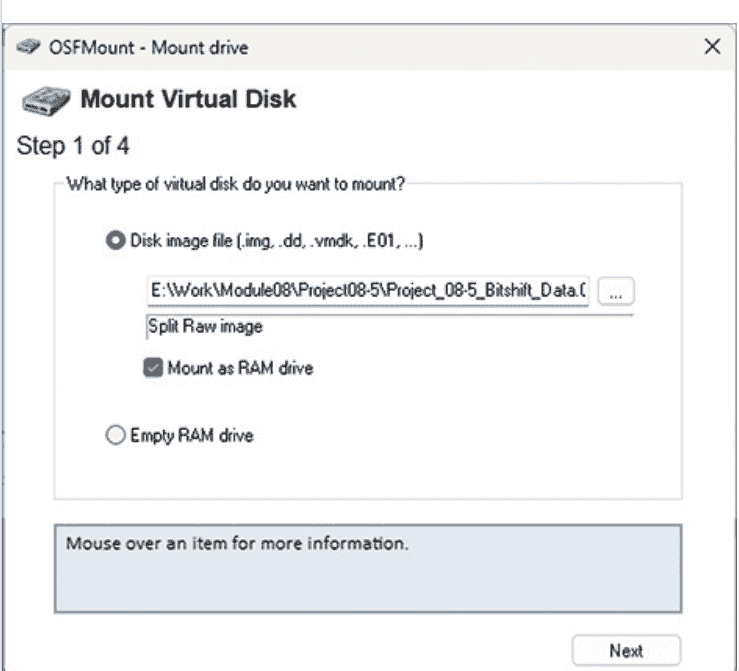 OSFMount - Mount drive
Mount Virtual Disk
Step 1 of 4
What type of virtual disk do you want to mount?
Disk image file (.img, .dd, .vmdk, .E01, ...)
E:\Work\Module08\Project08-5\Project_08-5_Bitshift_Data.( ...
Split Raw image
Mount as RAM drive
Empty RAM drive
Mouse over an item for more information.
Next